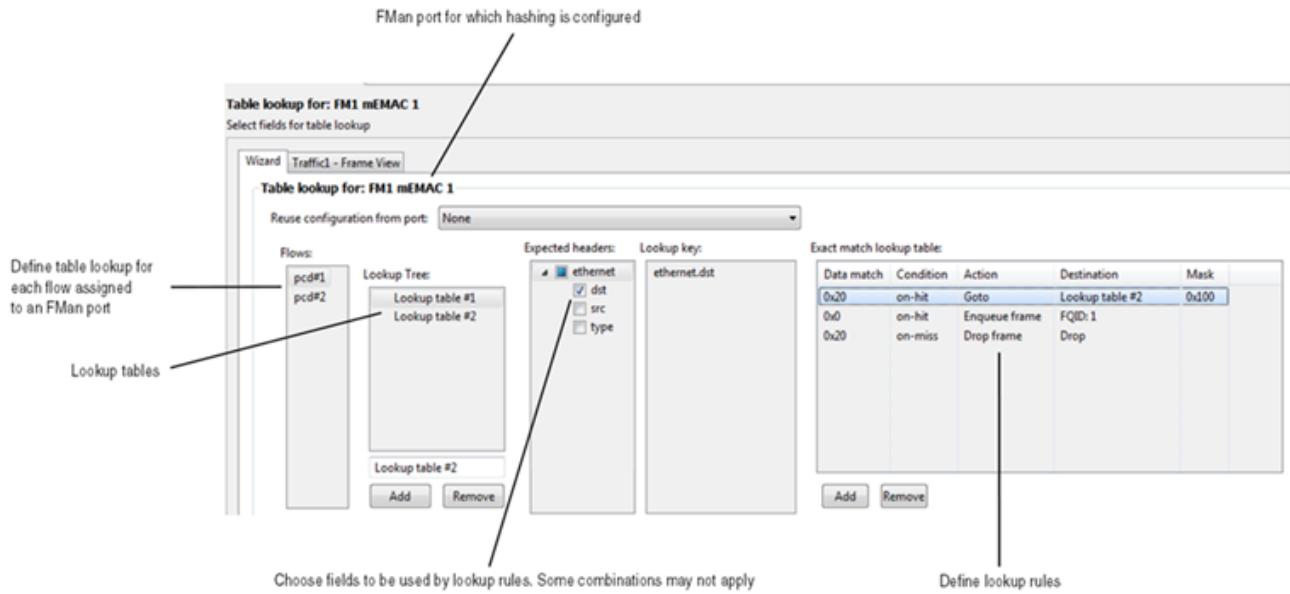 FMan port for which hashing is configured
Table lookup for: FM1 mEMAC 1
Select fields for table lookup
Wizard Traffic1 - Frame View
Table lookup for: FM1 mEMAC 1
Reuse configuration from port: None
Define table lookup for
each flow assigned
to an FMan port
Lookup tables
Flows:
pcd#1
pcd#2
Lookup Tree:
Lookup table #1
Lookup table #2
Lookup table #2
Add Remove
Expected headers:
ethernet
dst
src
type
Lookup key:
ethernet.dst
Exact match lookup table:
Data match Condition Action Destination Mask
0x20 on-hit Goto Lookup table #2 0x100
0x0 on-hit Enqueue frame FQID: 1
0x20 on-miss Drop frame Drop
Add Remove
Choose fields to be used by lookup rules. Some combinations may not apply
Define lookup rules